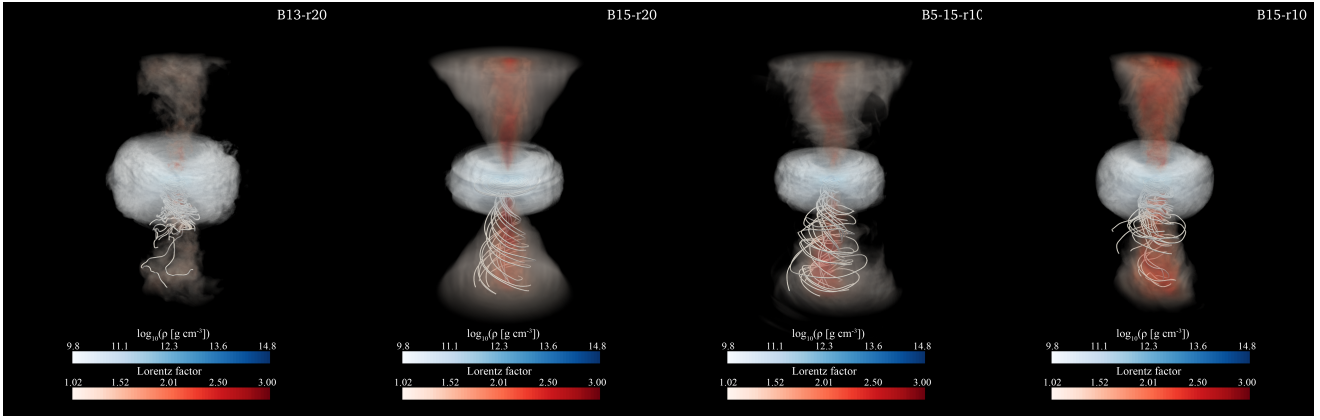 B13-r20
B15-r20
B5-15-r10
B15-r10
log₁₀(ρ [g cm⁻³])
9.8 11.1 12.3 13.6 14.8
Lorentz factor
1.02 1.52 2.01 2.50 3.00
log₁₀(ρ [g cm⁻³])
9.8 11.1 12.3 13.6 14.8
Lorentz factor
1.02 1.52 2.01 2.50 3.00
log₁₀(ρ [g cm⁻³])
9.8 11.1 12.3 13.6 14.8
Lorentz factor
1.02 1.52 2.01 2.50 3.00
log₁₀(ρ [g cm⁻³])
9.8 11.1 12.3 13.6 14.8
Lorentz factor
1.02 1.52 2.01 2.50 3.00